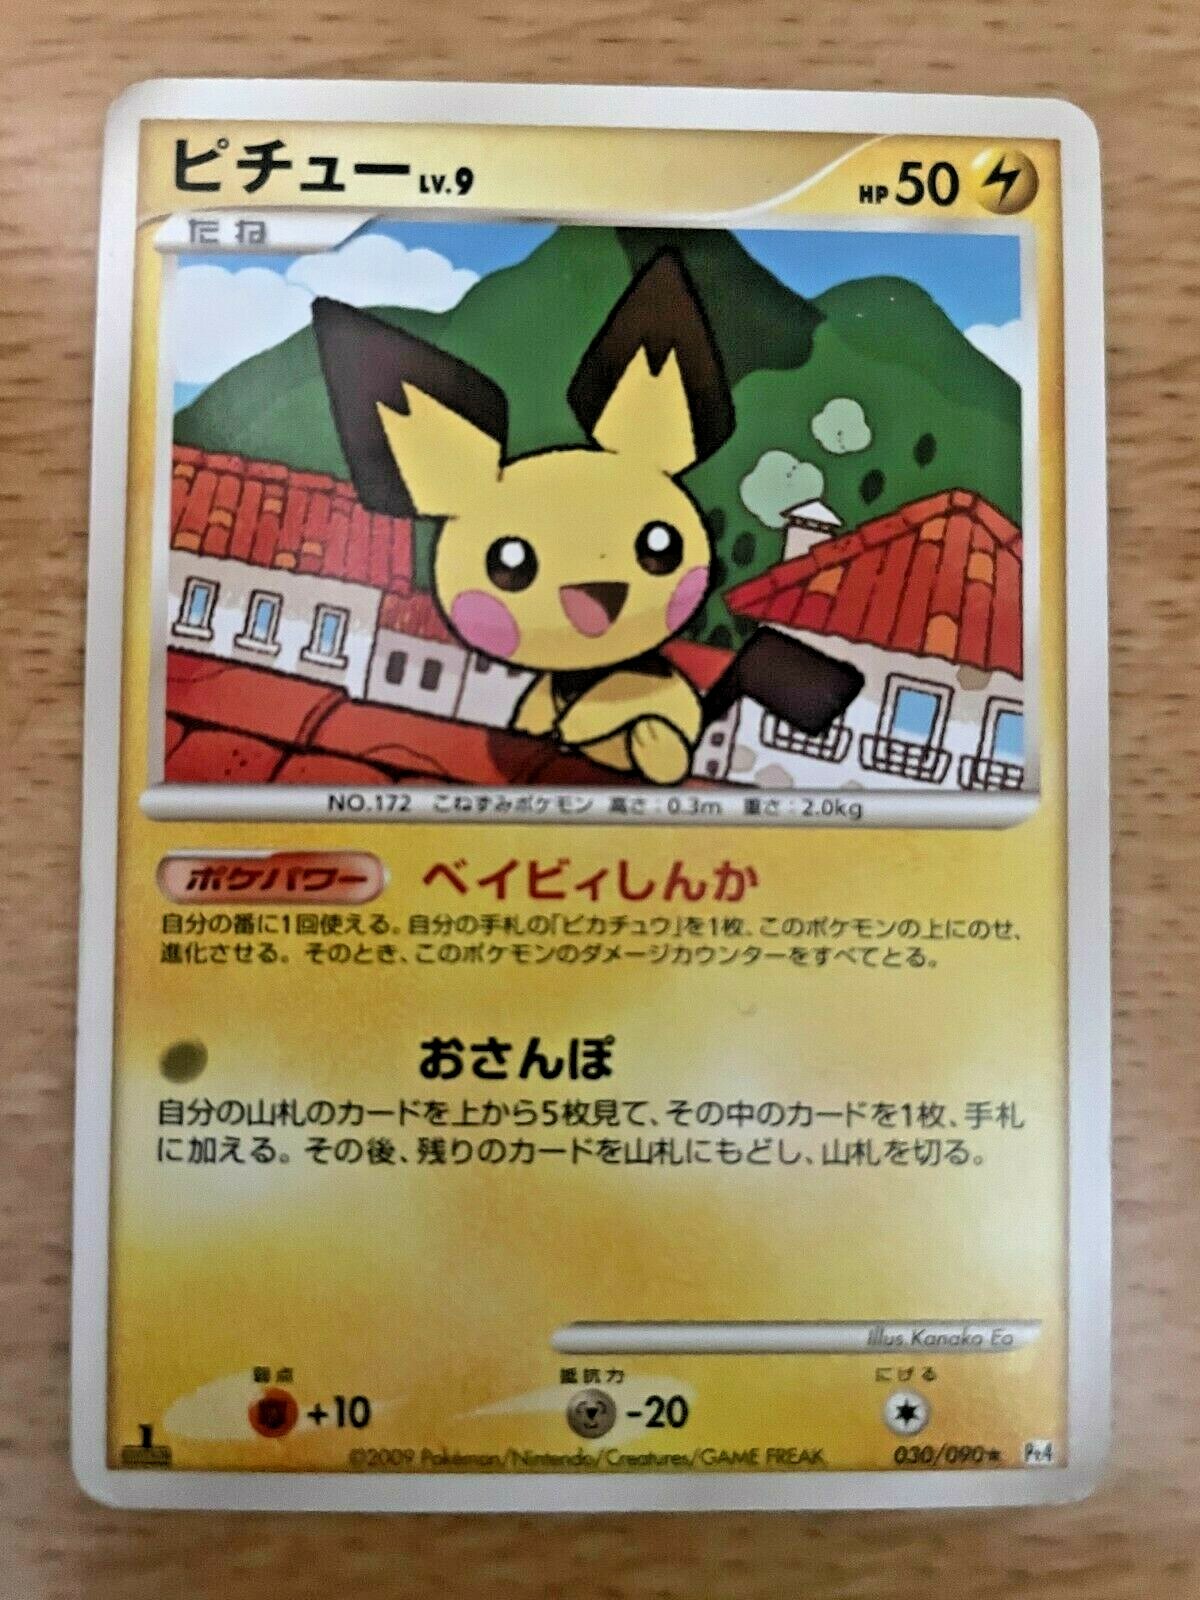 ピチュー LV.9
HP 50
たね
NO.172 こねずみポケモン 高さ：0.3m 重さ：2.0kg
ポケパワー ベイビィしんか
自分の番に1回使える。自分の手札の「ピカチュウ」を1枚、このポケモンの上にのせ、
進化させる。そのとき、このポケモンのダメージカウンターをすべてとる。
おさんぽ
自分の山札のカードを上から5枚見て、その中のカードを1枚、手札
に加える。その後、残りのカードを山札にもどし、山札を切る。
Illus.Kanako Eo
弱点 抵抗力 にげる
+10 -20
1
©2009 Pokémon/Nintendo/Creatures/GAME FREAK 030/090★ Pt4